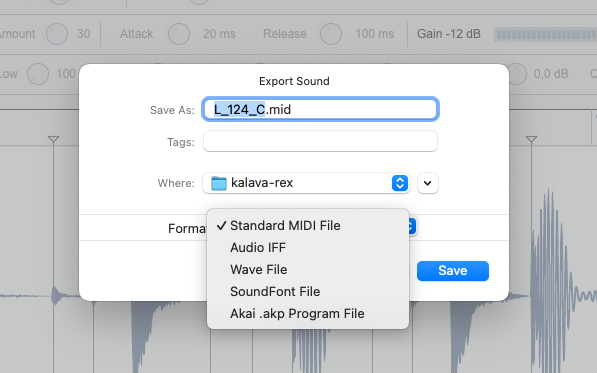 Amount 30 Attack 20 ms Release 100 ms Gain -12 dB
Low 100 0,0 dB Q
Export Sound
Save As: L_124_C.mid
Tags:
Where: kalava-rex
Format
✓ Standard MIDI File
Audio IFF
Wave File
SoundFont File
Akai .akp Program File
Save